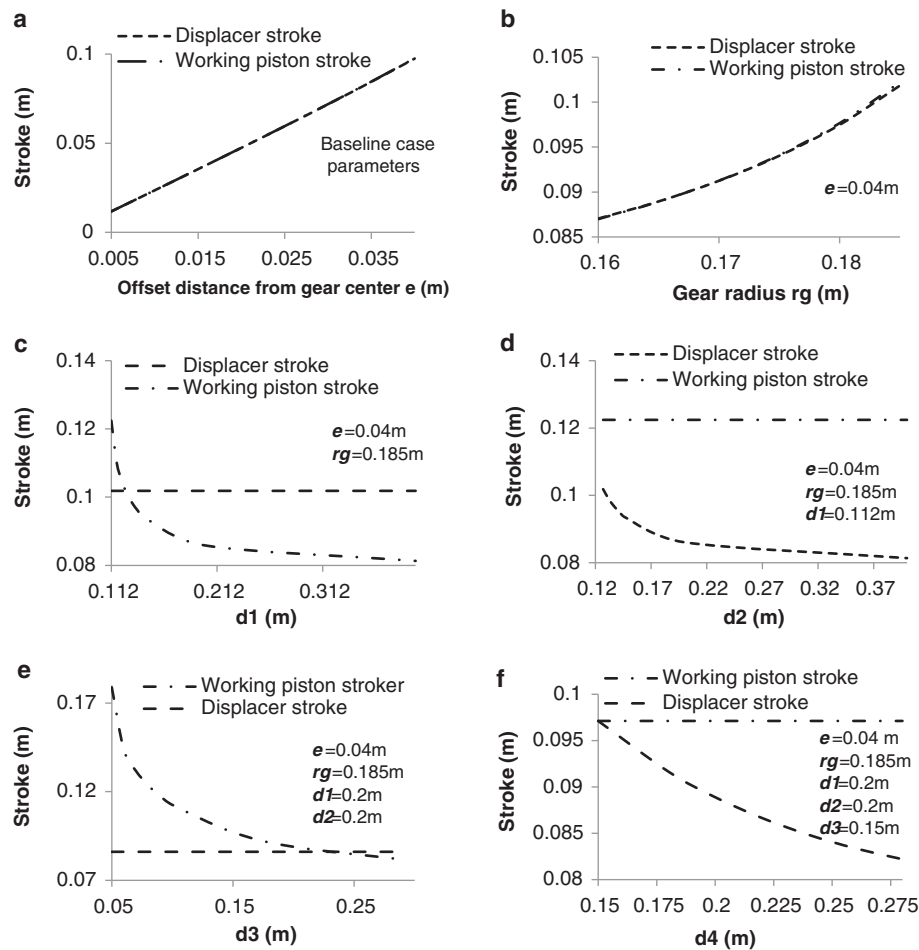 a
Displacer stroke
Working piston stroke
0.1
0.05
0
Stroke (m)
Baseline case
parameters
0.005 0.015 0.025 0.035
Offset distance from gear center e (m)
b
Displacer stroke
Working piston stroke
0.105
0.1
0.095
0.09
0.085
Stroke (m)
e=0.04m
0.16 0.17 0.18
Gear radius rg (m)
c
Displacer stroke
Working piston stroke
0.14
0.12
0.1
0.08
Stroke (m)
e=0.04m
rg=0.185m
0.112 0.212 0.312
d1 (m)
d
Displacer stroke
Working piston stroke
0.14
0.12
0.1
0.08
Stroke (m)
e=0.04m
rg=0.185m
d1=0.112m
0.12 0.17 0.22 0.27 0.32 0.37
d2 (m)
e
Working piston stroker
Displacer stroke
0.17
0.12
0.07
Stroke (m)
e=0.04m
rg=0.185m
d1=0.2m
d2=0.2m
0.05 0.15 0.25
d3 (m)
f
Working piston stroke
Displacer stroke
0.1
0.095
0.09
0.085
0.08
Stroke (m)
e=0.04 m
rg=0.185m
d1=0.2m
d2=0.2m
d3=0.15m
0.15 0.175 0.2 0.225 0.25 0.275
d4 (m)